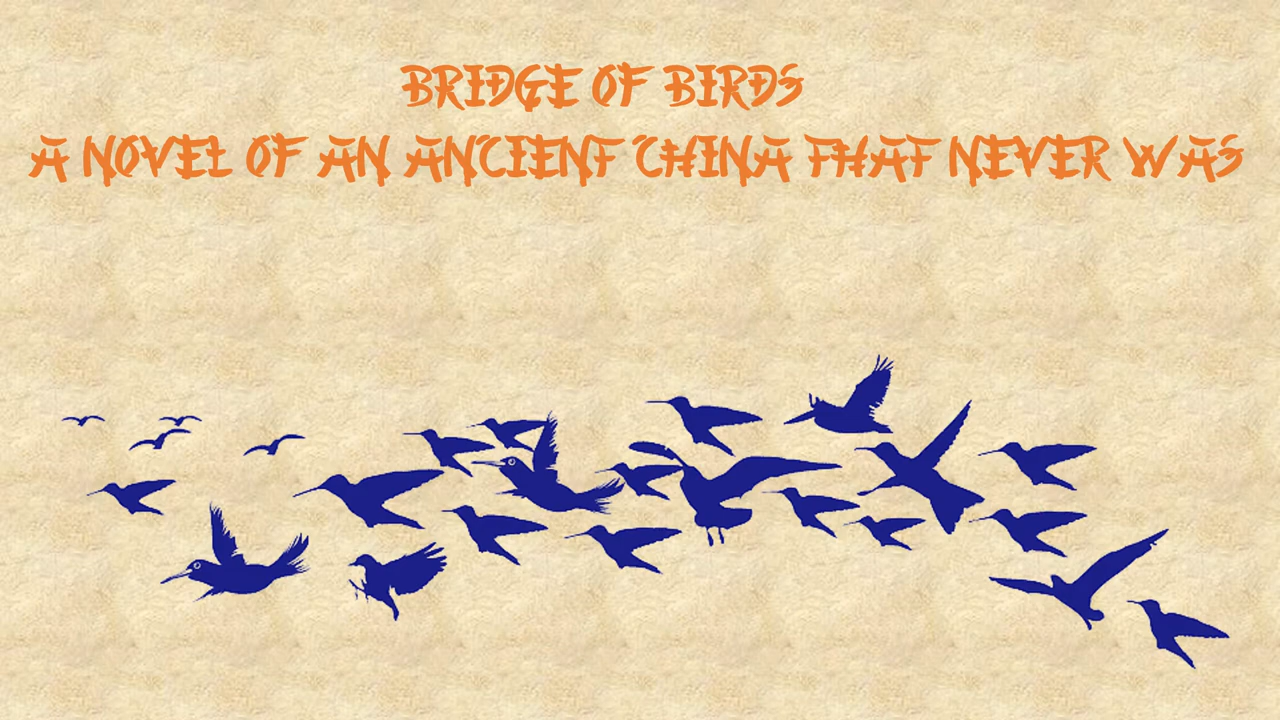 BRIDGE OF BIRDS
A NOVEL OF AN ANCIENT CHINA THAT NEVER WAS